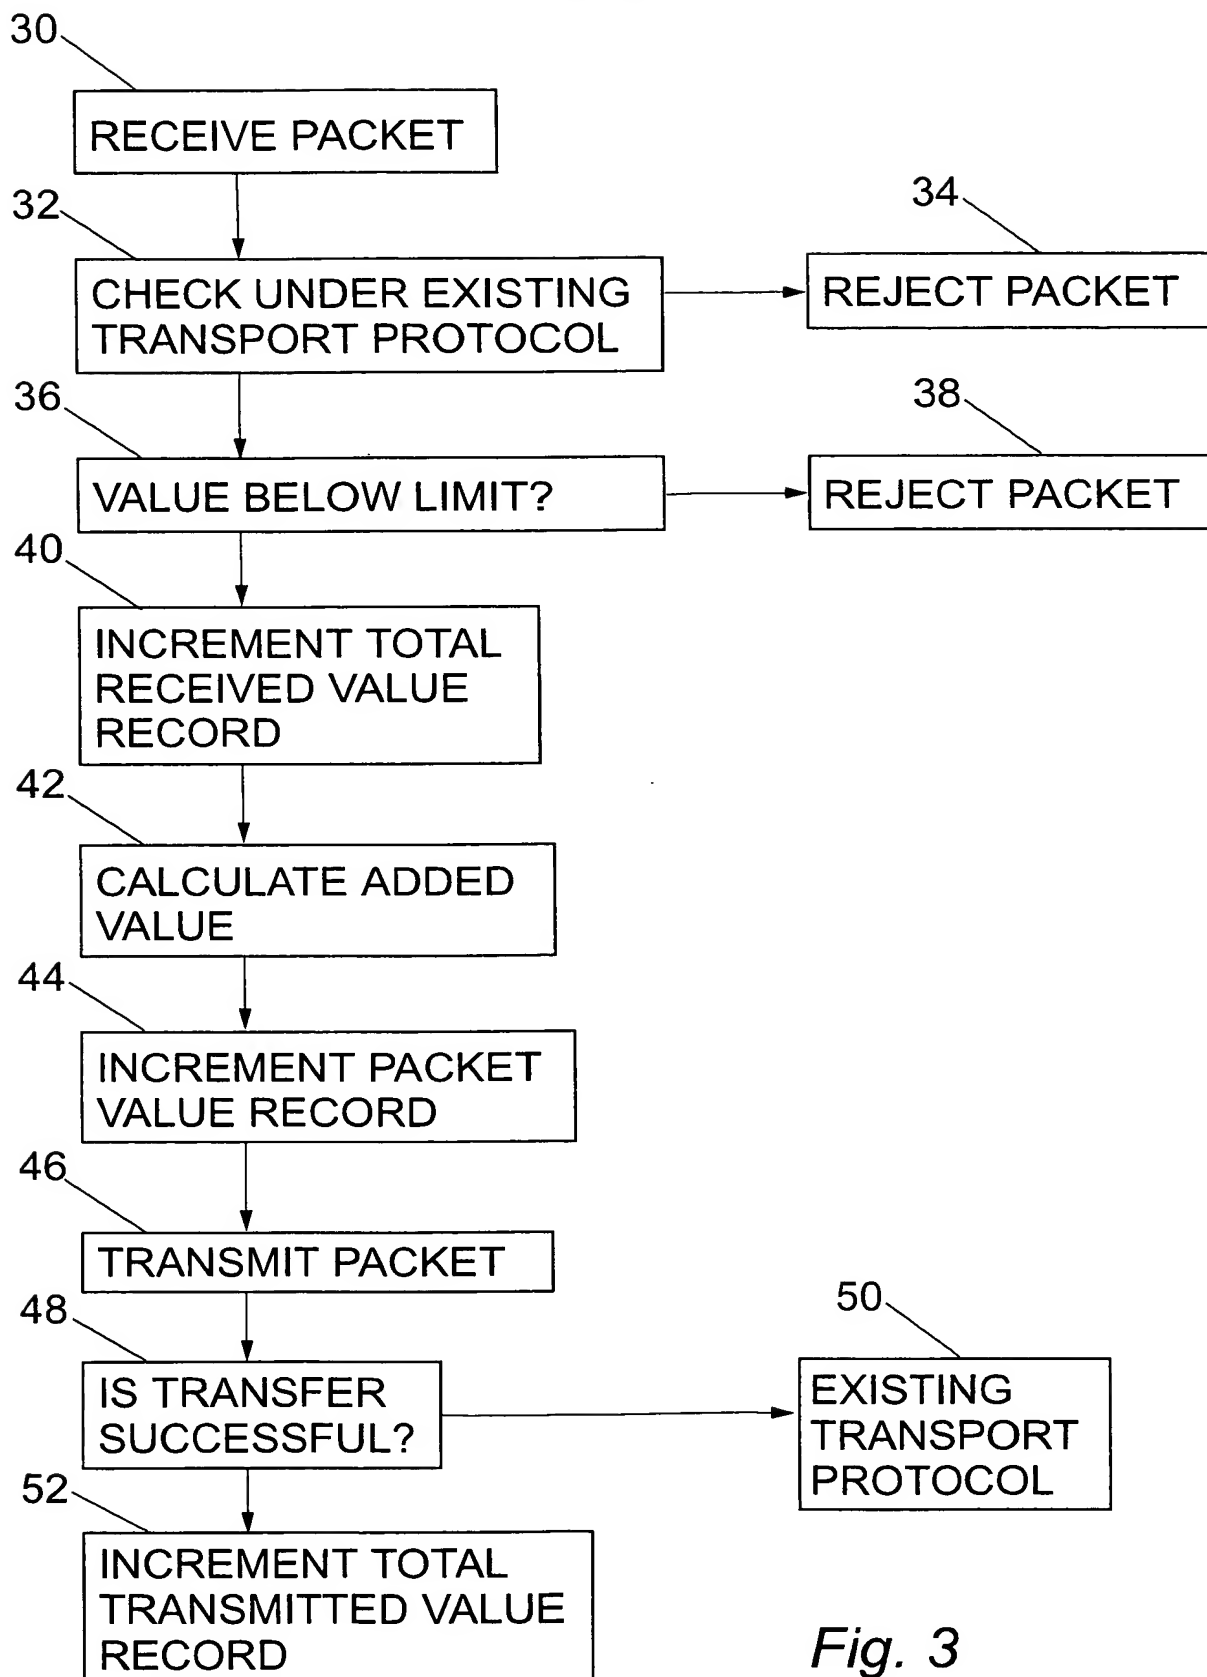 30
RECEIVE PACKET
32
CHECK UNDER EXISTING
TRANSPORT PROTOCOL
34
REJECT PACKET
36
VALUE BELOW LIMIT?
38
REJECT PACKET
40
INCREMENT TOTAL
RECEIVED VALUE
RECORD
42
CALCULATE ADDED
VALUE
44
INCREMENT PACKET
VALUE RECORD
46
TRANSMIT PACKET
48
IS TRANSFER
SUCCESSFUL?
50
EXISTING
TRANSPORT
PROTOCOL
52
INCREMENT TOTAL
TRANSMITTED VALUE
RECORD
Fig. 3